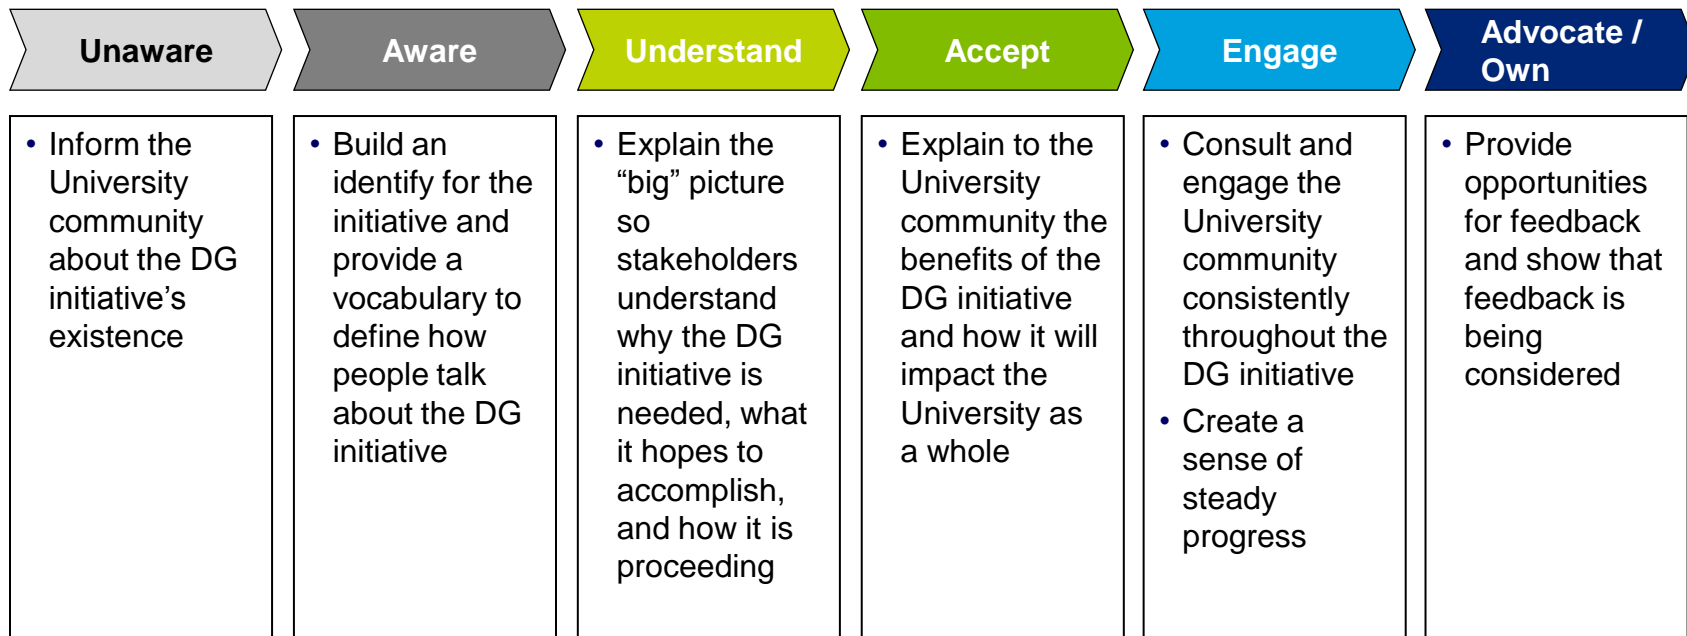 Unaware
Aware
Understand
Accept
Engage
Advocate /
Own
• Inform the
University
community
about the DG
initiative’s
existence
• Build an
identify for the
initiative and
provide a
vocabulary to
define how
people talk
about the DG
initiative
• Explain the
“big” picture
so
stakeholders
understand
why the DG
initiative is
needed, what
it hopes to
accomplish,
and how it is
proceeding
• Explain to the
University
community the
benefits of the
DG initiative
and how it will
impact the
University as
a whole
• Consult and
engage the
University
community
consistently
throughout the
DG initiative
• Create a
sense of
steady
progress
• Provide
opportunities
for feedback
and show that
feedback is
being
considered